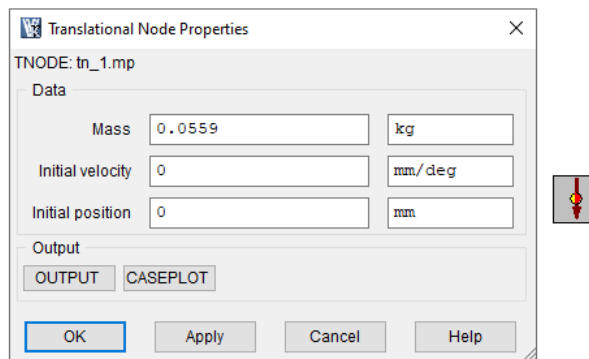 Translational Node Properties
TNODE: tn_1.mp
Data
Mass 0.0559 kg
Initial velocity 0 mm/deg
Initial position 0 mm
Output
OUTPUT CASEPLOT
OK Apply Cancel Help